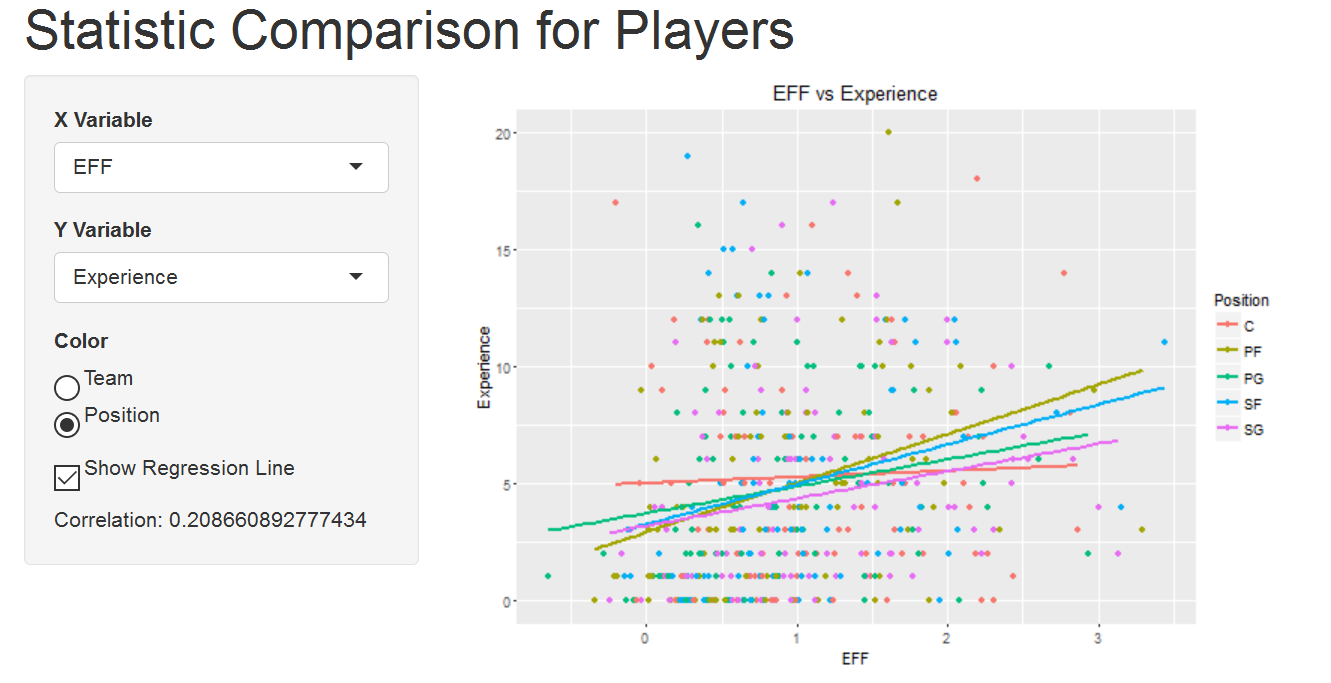 Statistic Comparison for Players
X Variable
EFF
Y Variable
Experience
Color
Team
Position
Show Regression Line
Correlation: 0.208660892777434
EFF vs Experience
20
15
10
5
0
Experience
0 1 2 3
EFF
Position
C
PF
PG
SF
SG